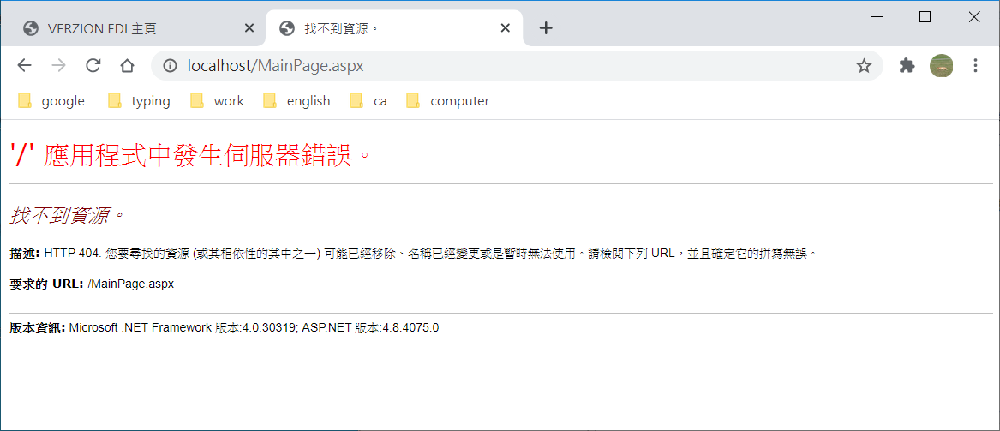 VERZION EDI 主頁
找不到資源。
localhost/MainPage.aspx
google typing work english ca computer
'/' 應用程式中發生伺服器錯誤。
找不到資源。
描述: HTTP 404. 您要尋找的資源 (或其相依性的其中之一) 可能已經移除、名稱已經變更或是暫時無法使用。請檢閱下列 URL，並且確定它的拼寫無誤。
要求的 URL: /MainPage.aspx
版本資訊: Microsoft .NET Framework 版本:4.0.30319; ASP.NET 版本:4.8.4075.0